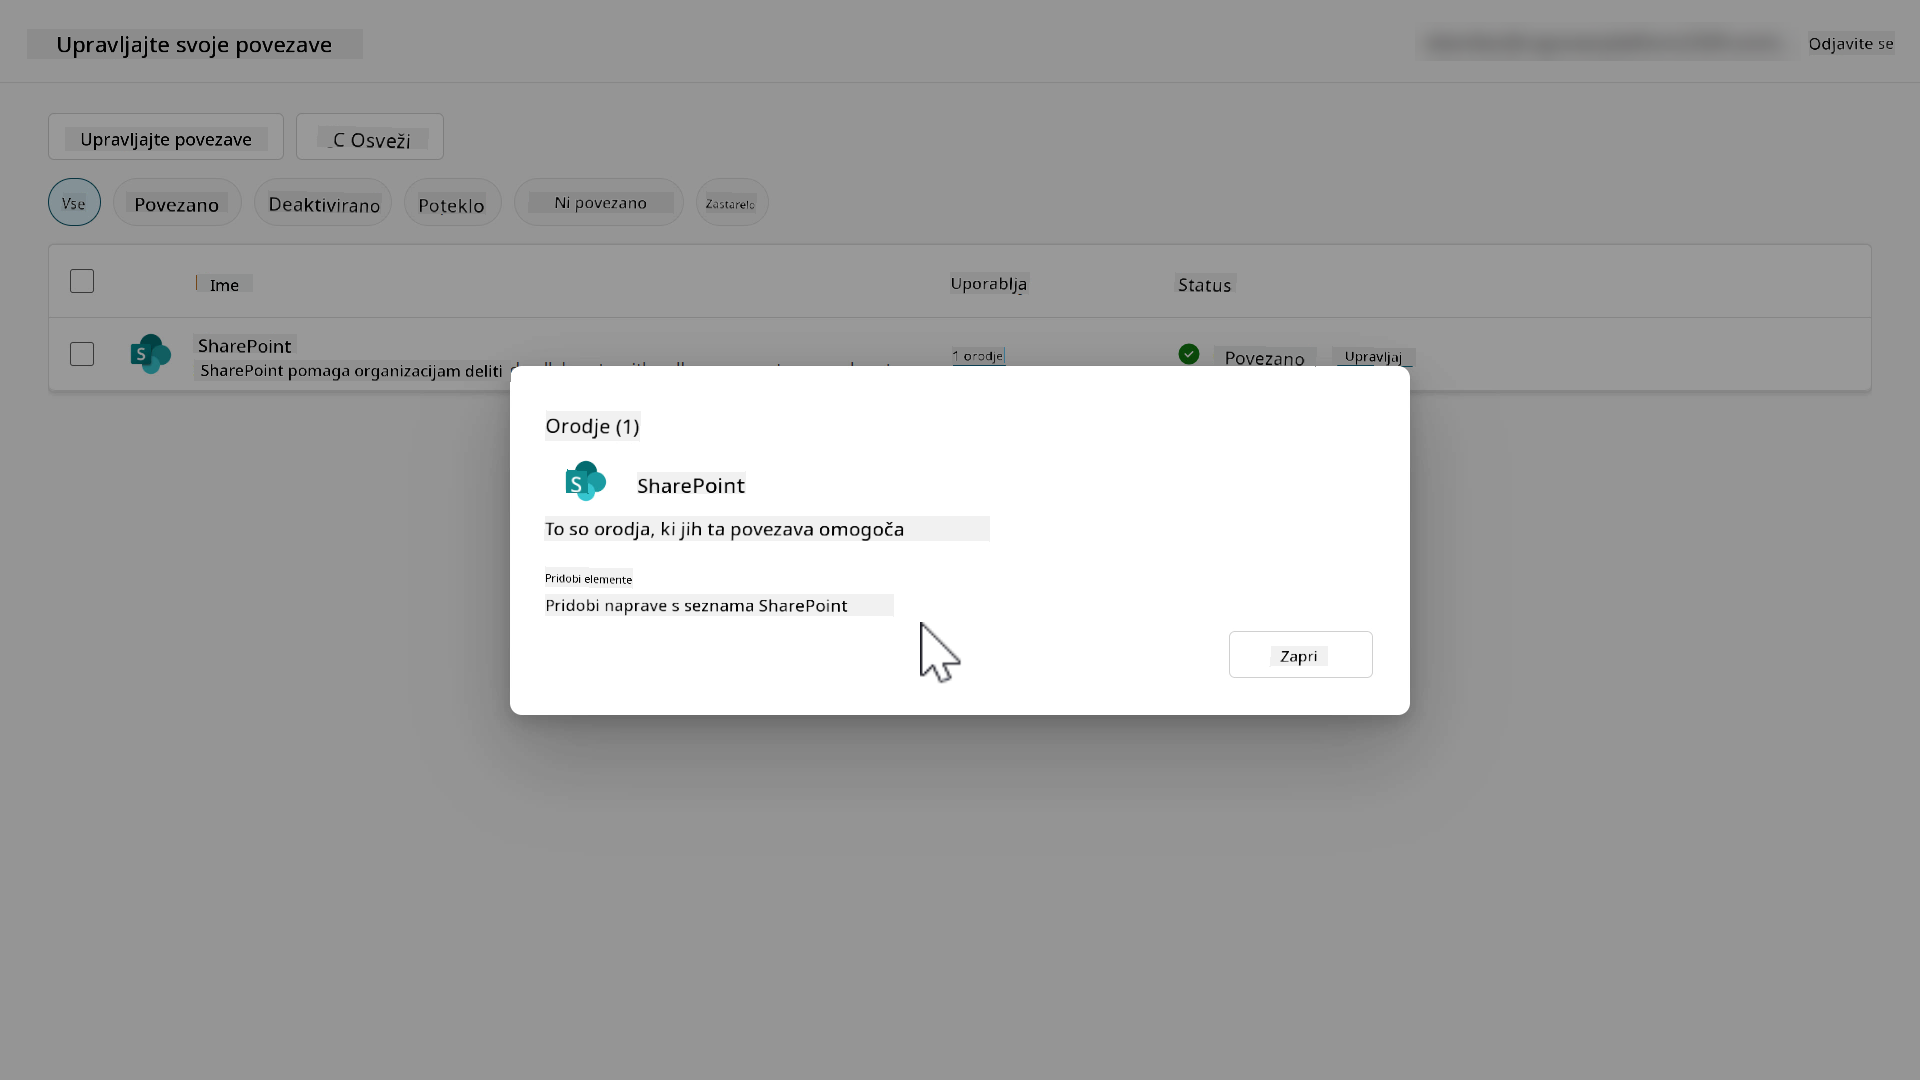 Upravljajte svoje povezave
Odjavite se
Upravljajte povezave
C Osveži
Vse
Povezano
Deaktivirano
Poteklo
Ni povezano
Zastarelo
Ime
Uporablja
Status
SharePoint
SharePoint pomaga organizacijam deliti
1 orodje
Povezano
Upravljaj
Orodje (1)
SharePoint
To so orodja, ki jih ta povezava omogoča
Pridobi elemente
Pridobi naprave s seznama SharePoint
Zapri